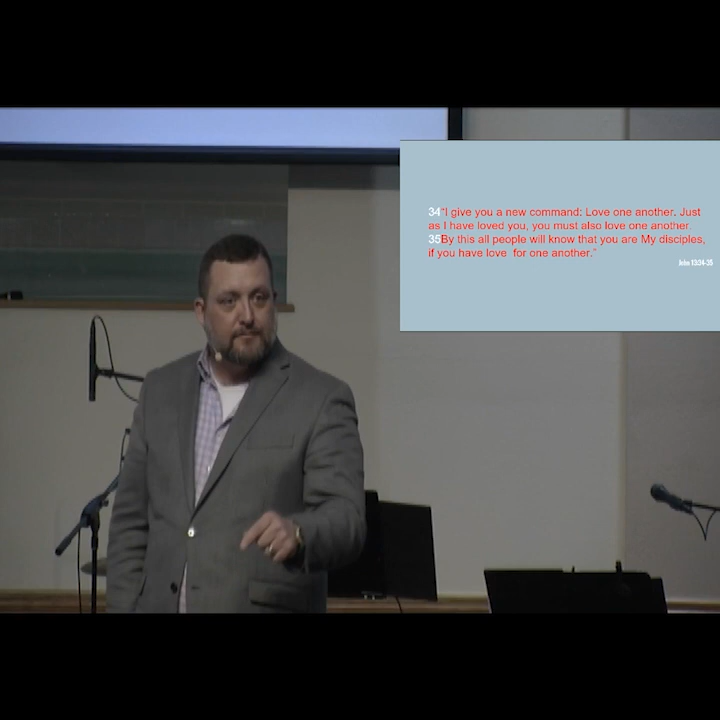 34"I give you a new command: Love one another. Just
as I have loved you, you must also love one another.
35By this all people will know that you are My disciples,
if you have love for one another."
John 13:34-35